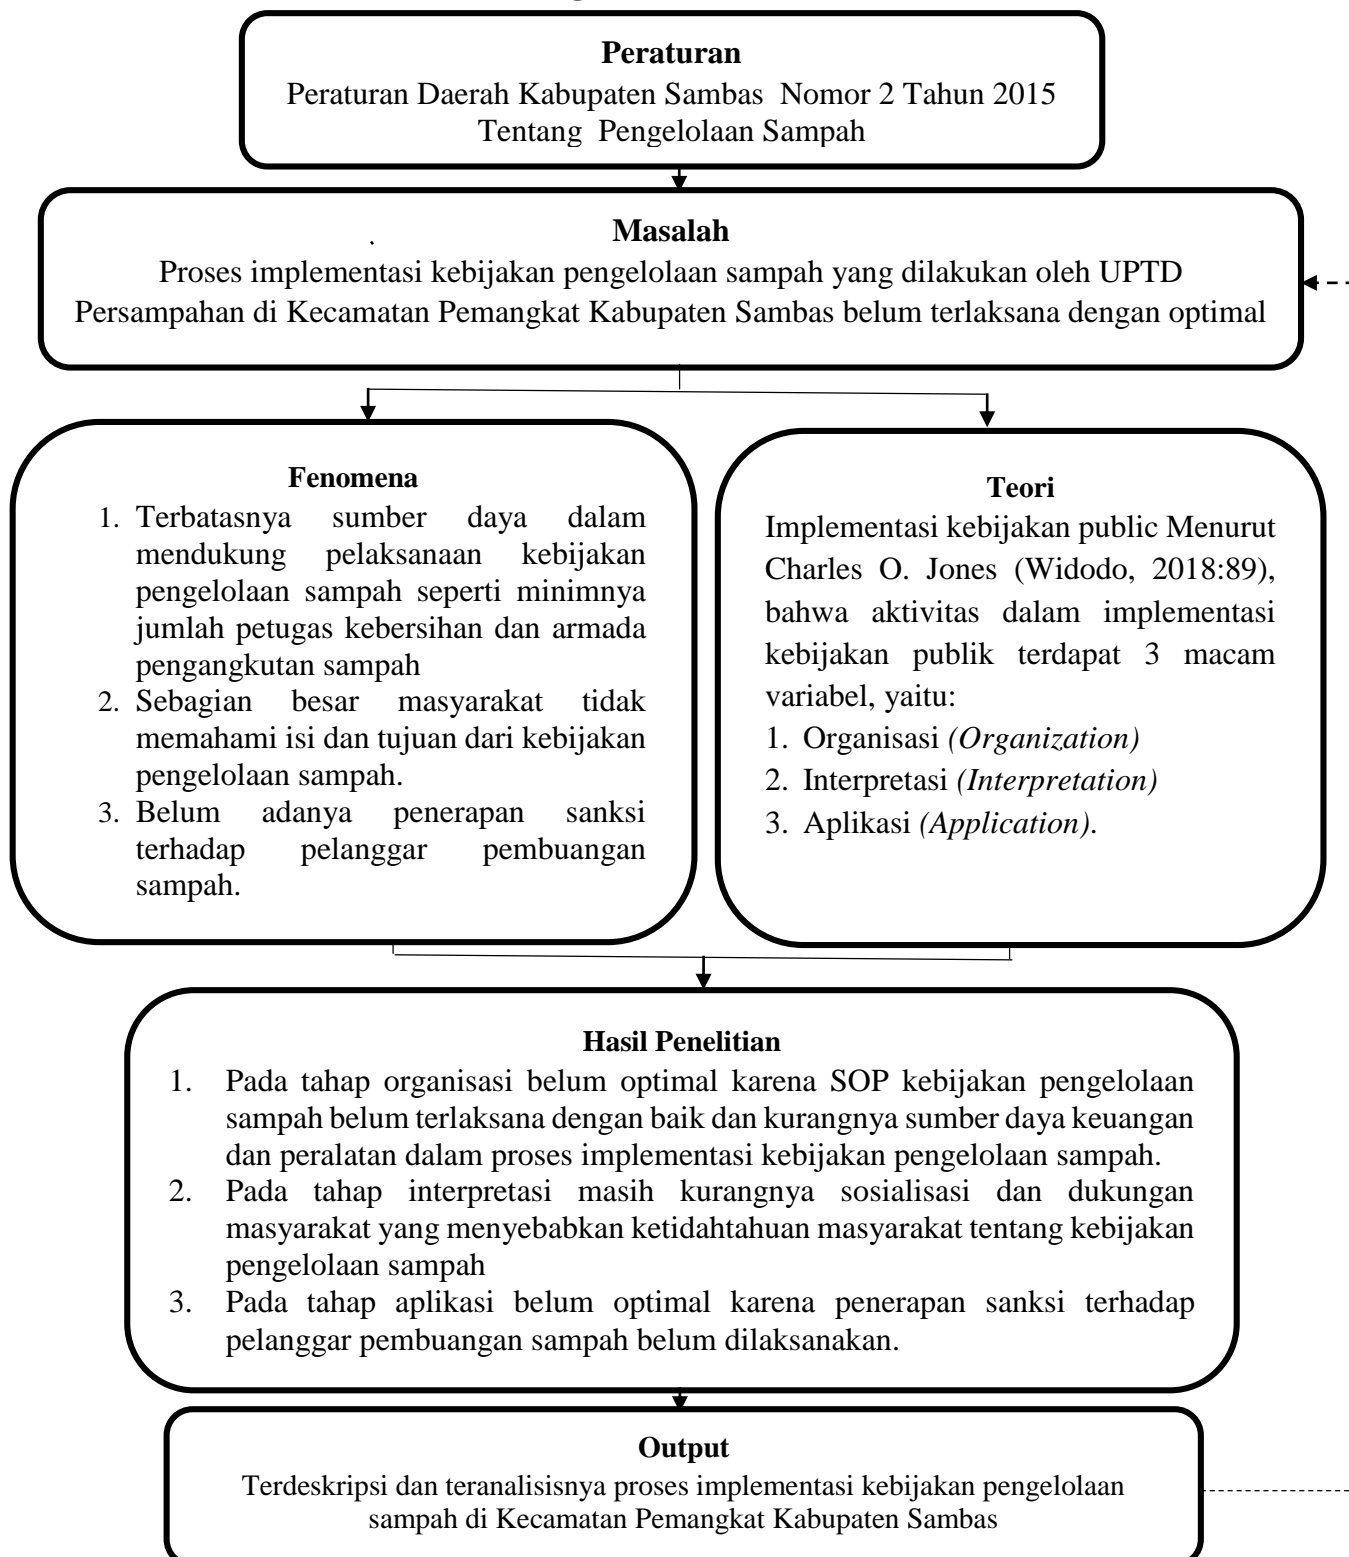 Peraturan
Peraturan Daerah Kabupaten Sambas Nomor 2 Tahun 2015
Tentang Pengelolaan Sampah
Masalah
Proses implementasi kebijakan pengelolaan sampah yang dilakukan oleh UPTD
Persampahan di Kecamatan Pemangkat Kabupaten Sambas belum terlaksana dengan optimal
Fenomena
1. Terbatasnya sumber daya dalam
mendukung pelaksanaan kebijakan
pengelolaan sampah seperti minimnya
jumlah petugas kebersihan dan armada
pengangkutan sampah
2. Sebagian besar masyarakat tidak
memahami isi dan tujuan dari kebijakan
pengelolaan sampah.
3. Belum adanya penerapan sanksi
terhadap pelanggar pembuangan
sampah.
Teori
Implementasi kebijakan public Menurut
Charles O. Jones (Widodo, 2018:89),
bahwa aktivitas dalam implementasi
kebijakan publik terdapat 3 macam
variabel, yaitu:
1. Organisasi (Organization)
2. Interpretasi (Interpretation)
3. Aplikasi (Application).
Hasil Penelitian
1. Pada tahap organisasi belum optimal karena SOP kebijakan pengelolaan
sampah belum terlaksana dengan baik dan kurangnya sumber daya keuangan
dan peralatan dalam proses implementasi kebijakan pengelolaan sampah.
2. Pada tahap interpretasi masih kurangnya sosialisasi dan dukungan
masyarakat yang menyebabkan ketidahtahuan masyarakat tentang kebijakan
pengelolaan sampah
3. Pada tahap aplikasi belum optimal karena penerapan sanksi terhadap
pelanggar pembuangan sampah belum dilaksanakan.
Output
Terdeskripsi dan teranalisisnya proses implementasi kebijakan pengelolaan
sampah di Kecamatan Pemangkat Kabupaten Sambas